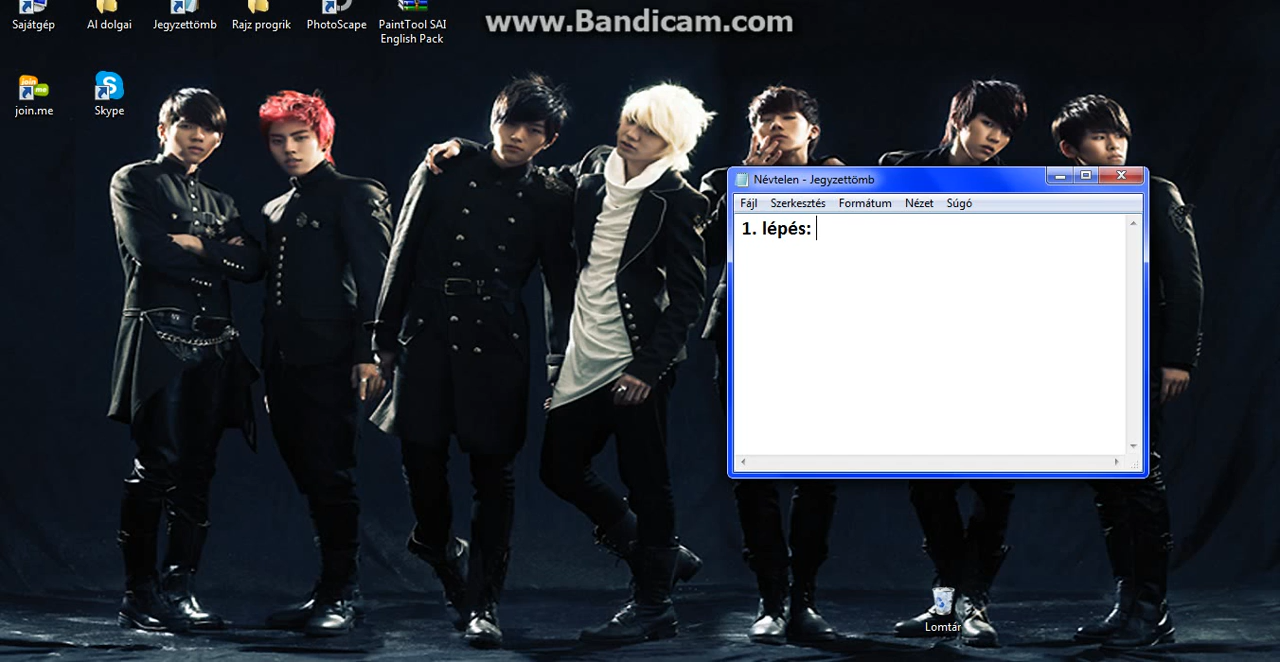 www.Bandicam.com
Sajátgép
AI dolgai
Jegyzettömb
Rajz progrik
PhotoScape
PaintTool SAI
English Pack
join.me
Skype
Névtelen - Jegyzettömb
Fájl Szerkesztés Formátum Nézet Súgó
1. lépés:
Lomtár